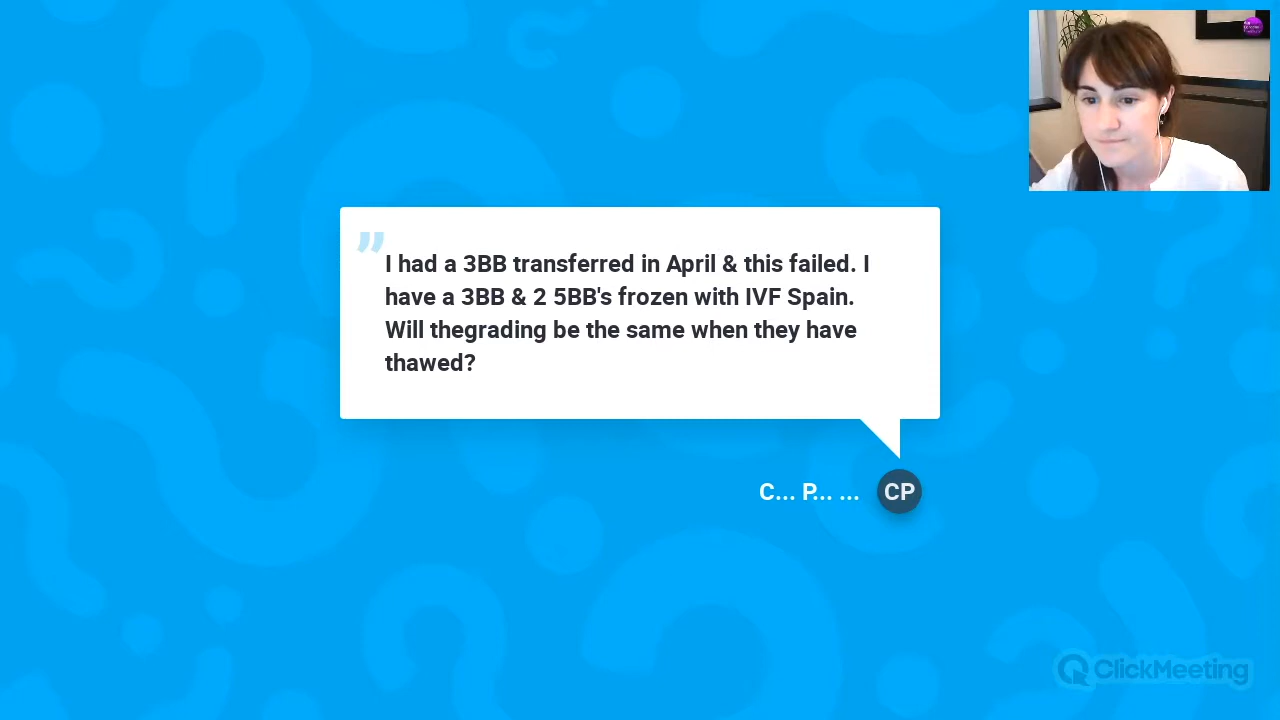 I had a 3BB transferred in April & this failed. I
have a 3BB & 2 5BB's frozen with IVF Spain.
Will thegrading be the same when they have
thawed?
C... P... ...
CP
ClickMeeting